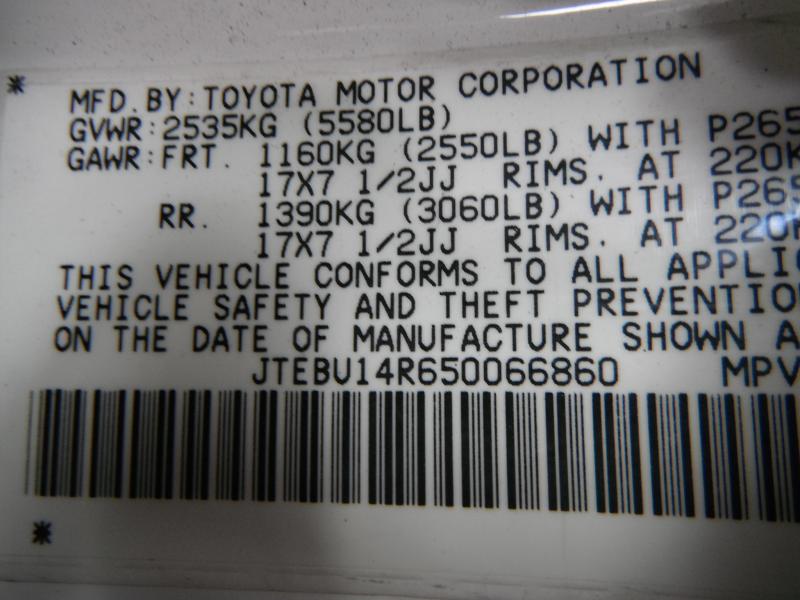 *
MFD. BY: TOYOTA MOTOR CORPORATION
GVWR: 2535KG (5580LB)
GAWR: FRT. 1160KG (2550LB) WITH P265
17X7 1/2JJ RIMS. AT 220K
RR. 1390KG (3060LB) WITH P265
17X7 1/2JJ RIMS. AT 220K
THIS VEHICLE CONFORMS TO ALL APPLIC
VEHICLE SAFETY AND THEFT PREVENTIO
ON THE DATE OF MANUFACTURE SHOWN A
JTEBU14R650066860 MPV
*